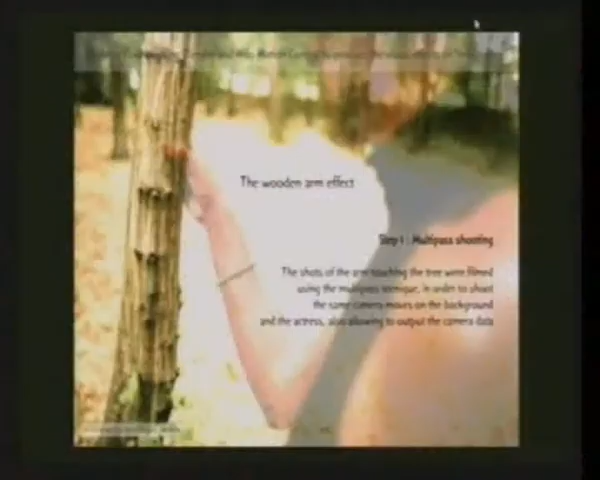 The wooden arm effect
Step 1 : Multipass shooting
The shots of the arm touching the tree were filmed
using the multipass tecnique, in order to shoot
the same camera moves on the background
and the actress, also allowing to output the camera data